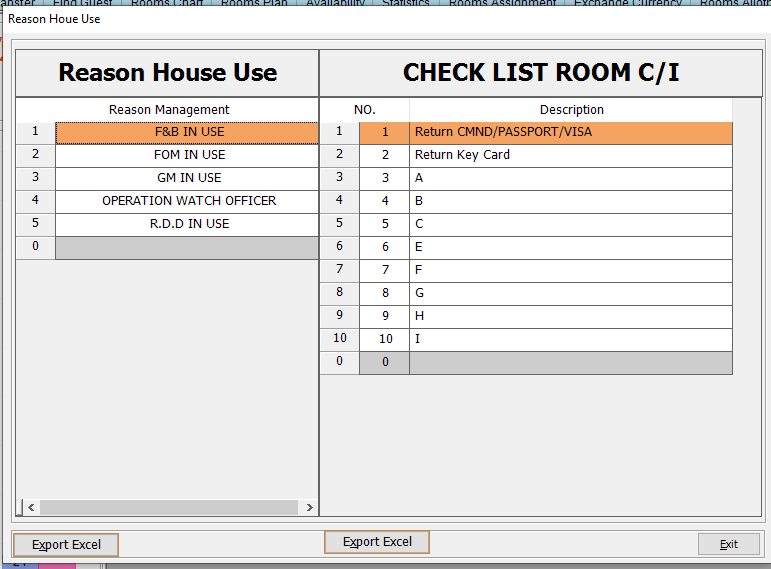 Find Guest Rooms Chart Rooms Plan Availability Statistics Rooms Assignment Exchange Currency
Reason Hou Use
Reason House Use
Reason Management
1 F&B IN USE
2 FOM IN USE
3 GM IN USE
4 OPERATION WATCH OFFICER
5 R.D.D IN USE
0
CHECK LIST ROOM C/I
NO. Description
1 1 Return CMND/PASSPORT/VISA
2 2 Return Key Card
3 3 A
4 4 B
5 5 C
6 6 E
7 7 F
8 8 G
9 9 H
10 10 I
0 0
Export Excel
Export Excel
Exit